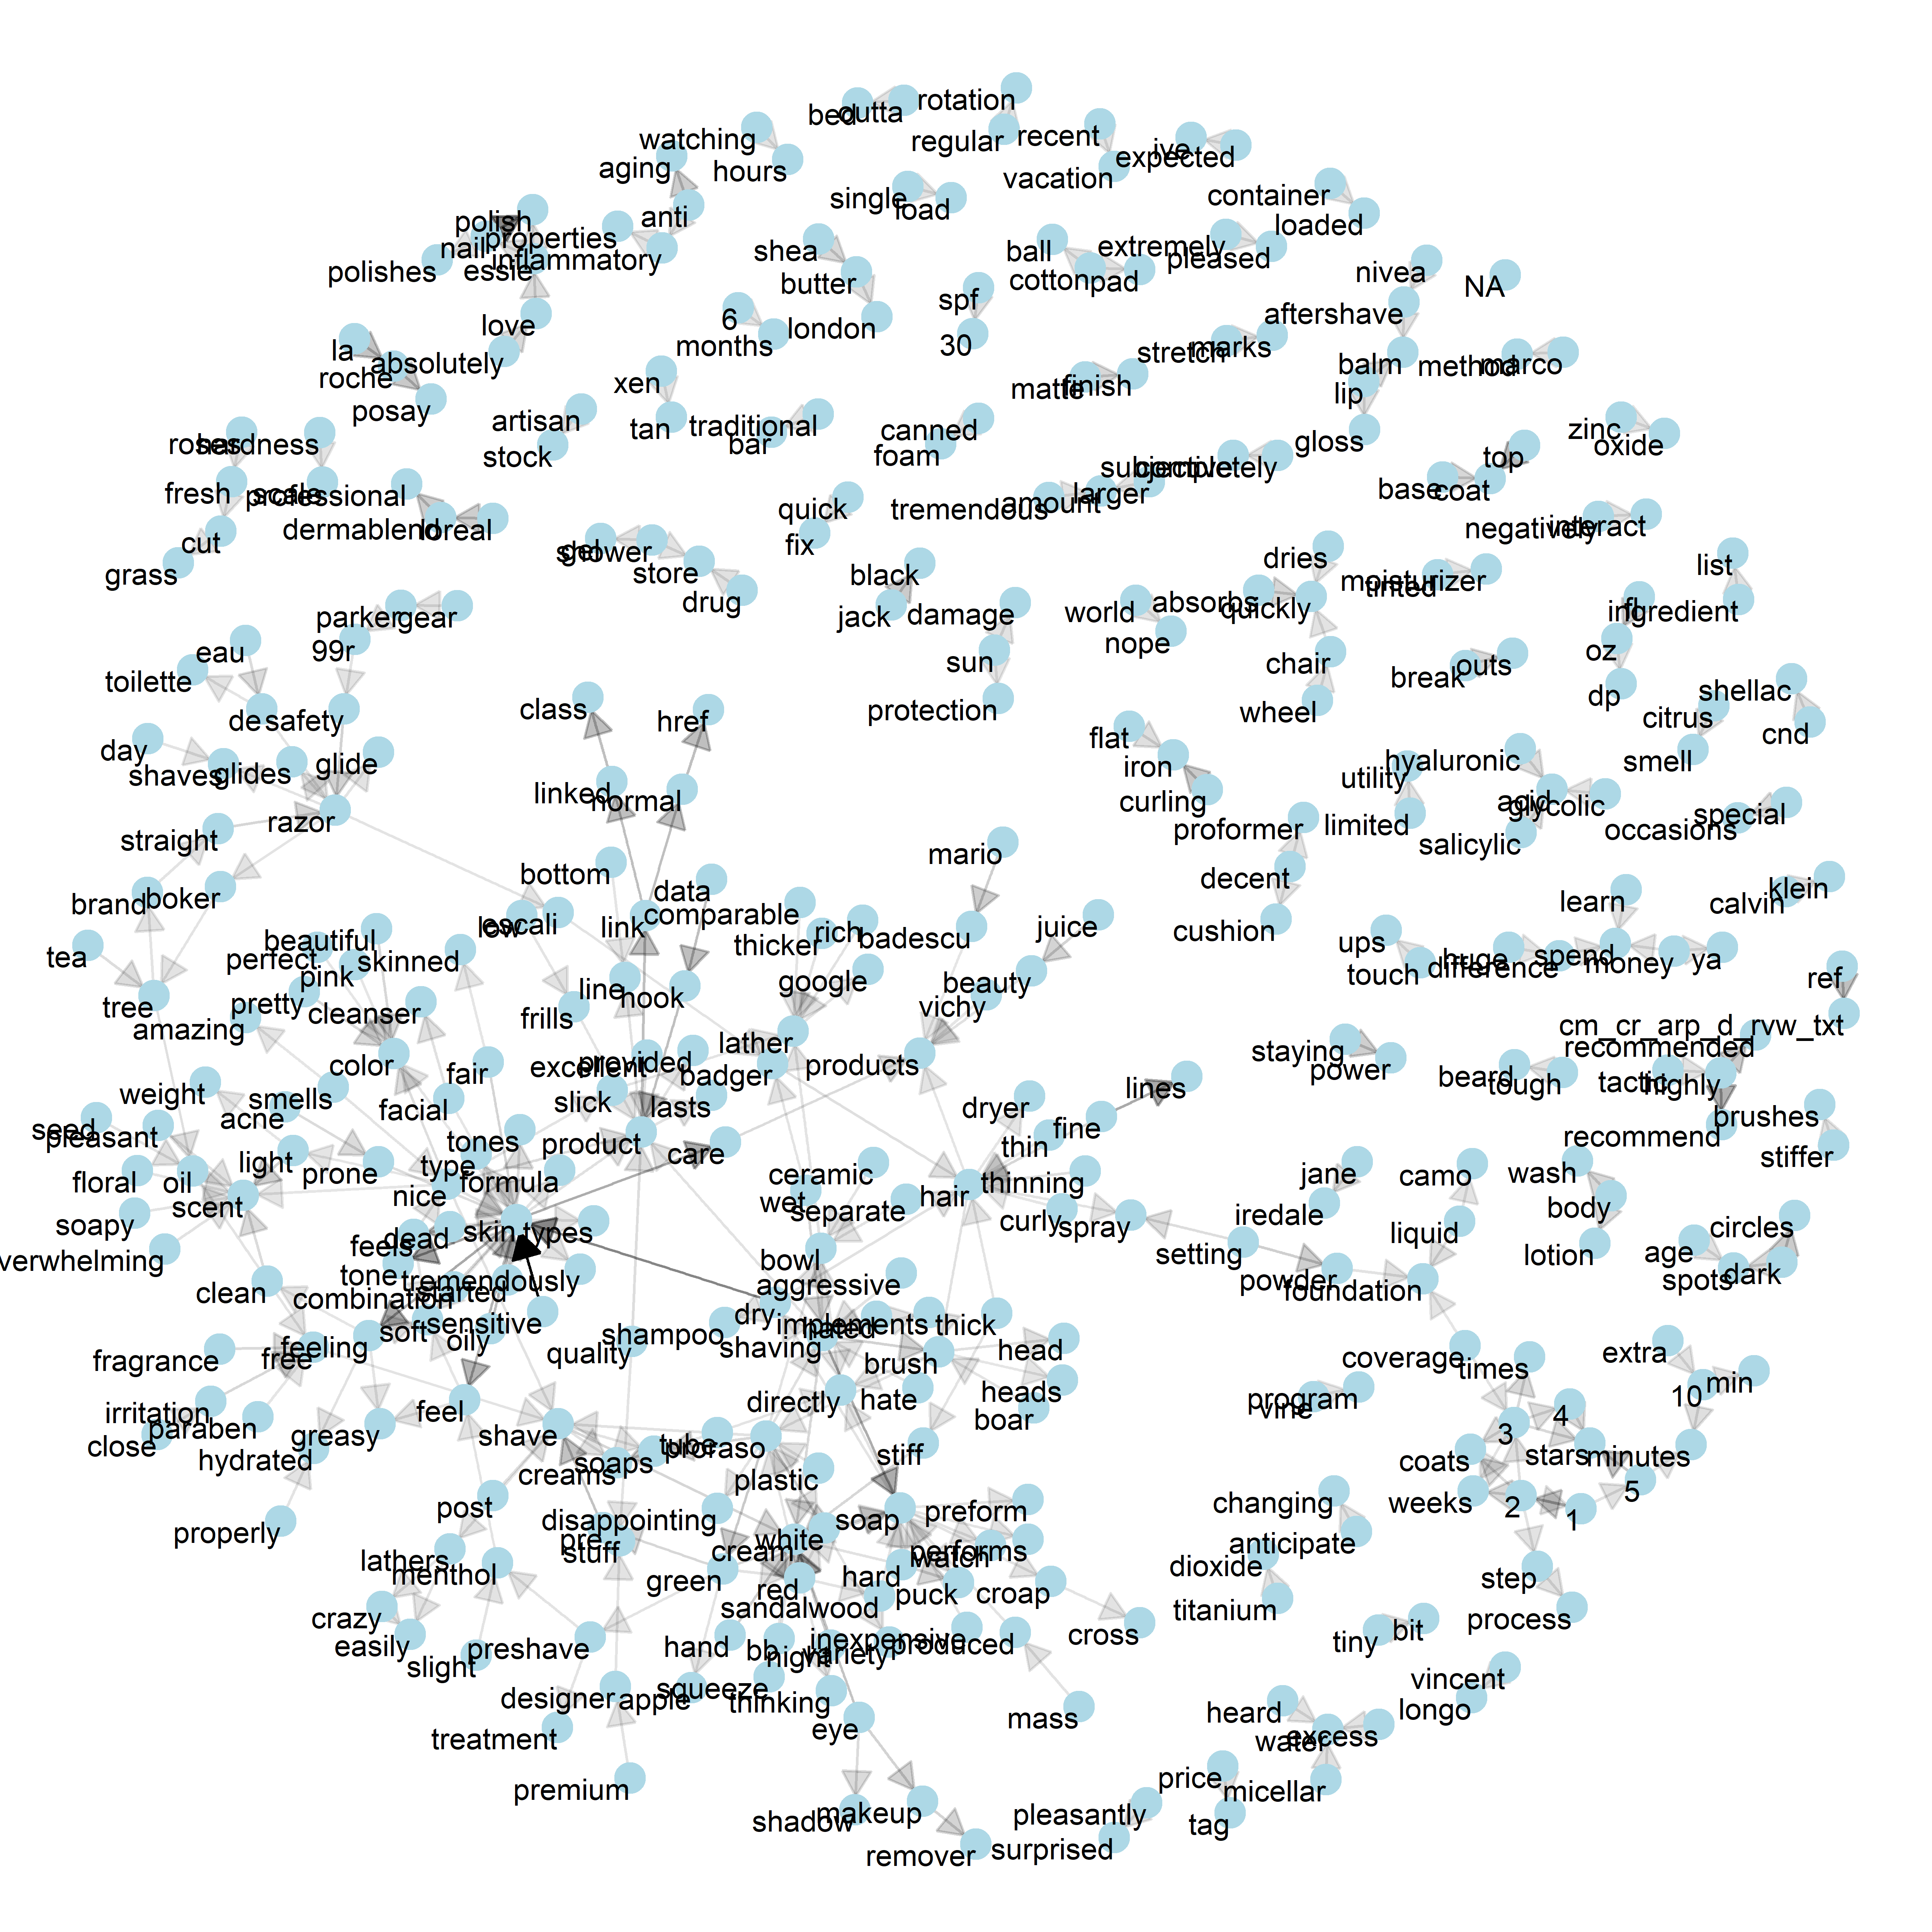 rotation
bed
outta
watching
regular
recent
ive
expected
aging
hours
vacation
single
load
container
loaded
polish
anti
nail
properties
shea
ball
extremely
pleased
polishes
essie
inflammatory
butter
cotton
pad
nivea
NA
spf
aftershave
love
6
london
months
30
stretch
marks
la
absolutely
roche
balm
method
marco
posay
xen
matte
finish
lip
artisan
tan
traditional
bar
canned
foam
gloss
zinc
oxide
stock
roses
hardness
top
fresh
scale
professional
subjective
completely
base
coat
larger
amount
tremendous
quick
fix
dermablend
loreal
negatively
interact
cut
grass
gel
shower
store
drug
black
jack
dries
moisturizer
tinted
list
damage
world
absorbs
quickly
nope
ingredient
fl
oz
dp
parker
gear
99r
eau
toilette
sun
protection
chair
wheel
break
outs
shellac
citrus
cnd
smell
de
safety
class
href
day
shaves
glides
glide
flat
iron
curling
hyaluronic
utility
acid
glycolic
limited
salicylic
special
occasions
linked
normal
razor
straight
proformer
decent
cushion
mario
badescu
bottom
data
brand
boker
learn
calvin
klein
low
escali
link
comparable
thicker
rich
juice
tea
beautiful
perfect
pink
skinned
ups
touch
huge
difference
spend
money
ya
ref
tree
pretty
amazing
cleanser
line
hook
google
beauty
vichy
frills
cm_cr_arp_d_rvw_txt
color
fair
excellent
provided
lather
badger
products
staying
power
recommended
weight
smells
acne
facial
slick
lasts
lines
beard
tough
tactic
highly
seed
pleasant
tones
product
care
dryer
fine
thin
brushes
recommend
stiffer
floral
oil
light
prone
type
formula
nice
ceramic
wet
separate
hair
thinning
jane
camo
wash
soapy
scent
skin
types
curly
spray
iredale
liquid
body
circles
verwhelming
feels
dead
tone
tremendously
bowl
setting
powder
foundation
lotion
age
spots
dark
clean
combination
started
aggressive
sensitive
soft
oily
dry
implements
hated
thick
shampoo
shaving
quality
fragrance
free
feeling
brush
head
coverage
times
extra
heads
boar
program
vine
10
min
irritation
paraben
close
greasy
hydrated
feel
shave
directly
hate
stiff
4
3
stars
minutes
coats
tube
proraso
creams
soaps
plastic
weeks
2
1
5
properly
post
disappointing
pre
stuff
white
soap
preform
changing
anticipate
lathers
menthol
cream
green
red
hard
watch
performs
puck
croap
dioxide
titanium
step
process
crazy
easily
slight
preshave
sandalwood
hand
bb
night
inexpensive
variety
produced
cross
tiny
bit
designer
apple
squeeze
thinking
mass
vincent
longo
treatment
eye
heard
water
excess
premium
shadow
makeup
remover
pleasantly
surprised
price
tag
micellar